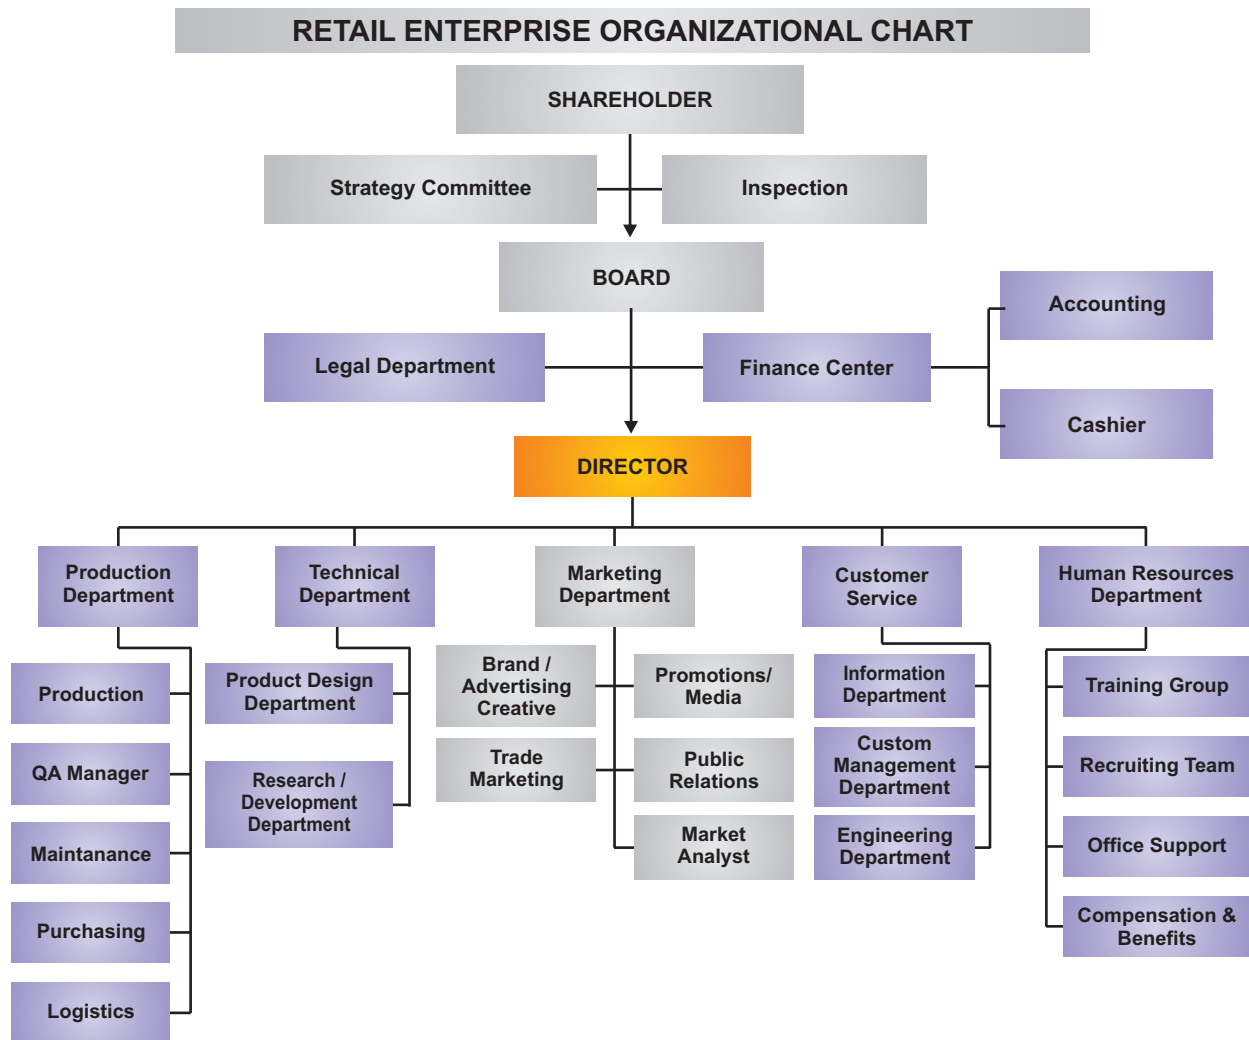 RETAIL ENTERPRISE ORGANIZATIONAL CHART
SHAREHOLDER
Strategy Committee
Inspection
BOARD
Legal Department
Finance Center
Accounting
Cashier
DIRECTOR
Production
Department
Production
QA Manager
Maintanance
Purchasing
Logistics
Technical
Department
Product Design
Department
Research /
Development
Department
Marketing
Department
Brand /
Advertising
Creative
Promotions/
Media
Trade
Marketing
Public
Relations
Market
Analyst
Customer
Service
Information
Department
Custom
Management
Department
Engineering
Department
Human Resources
Department
Training Group
Recruiting Team
Office Support
Compensation &
Benefits